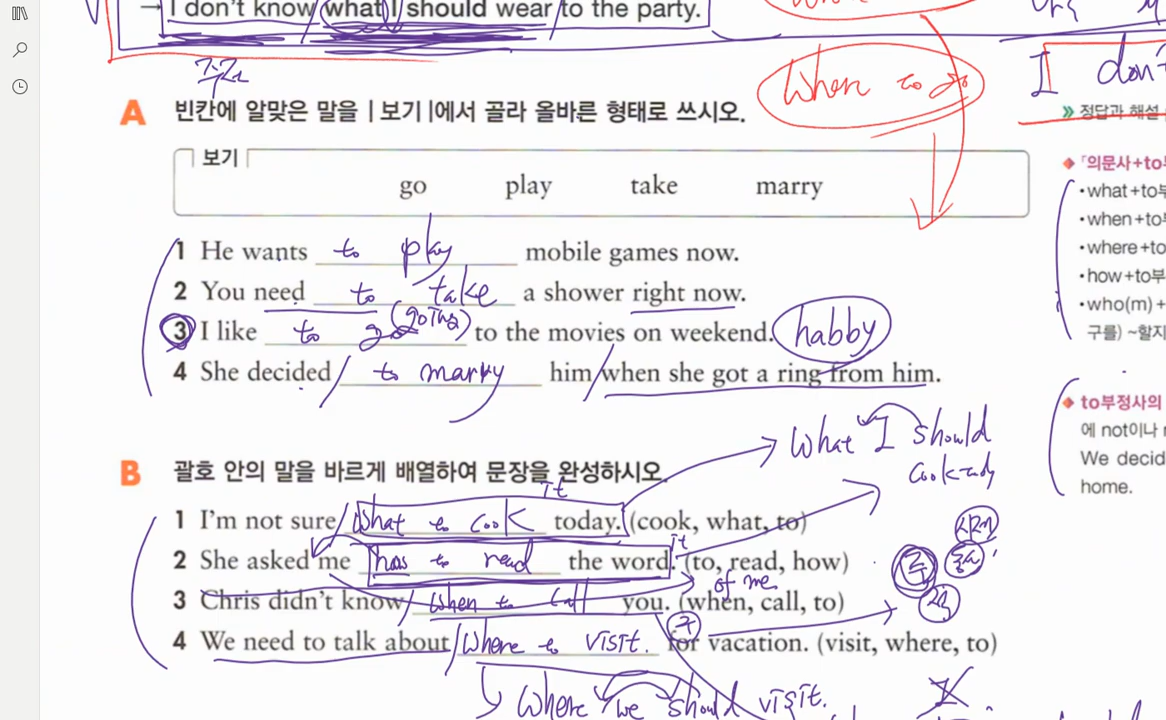 → I don't know what I should wear to the party.
where to go
I don't
A 빈칸에 알맞은 말을 | 보기 |에서 골라 올바른 형태로 쓰시오.
» 정답과 해설
보기
go play take marry
◆「의문사+to부
•what+to부
•when+to
•where+to
•how+to부
•who(m)+
구를) ~할지
1 He wants to play mobile games now.
2 You need to take a shower right now.
3 I like to go (going) to the movies on weekend. habby
4 She decided to marry him when she got a ring from him.
◆ to부정사의
에 not이나
We decid
home.
What I should
cook
B 괄호 안의 말을 바르게 배열하여 문장을 완성하시오.
it
1 I'm not sure What to cook today. (cook, what, to)
it
2 She asked me to read the word. (to, read, how)
of me
3 Chris didn't know when to call you. (when, call, to)
4 We need to talk about where to visit. for vacation. (visit, where, to)
where we should visit.